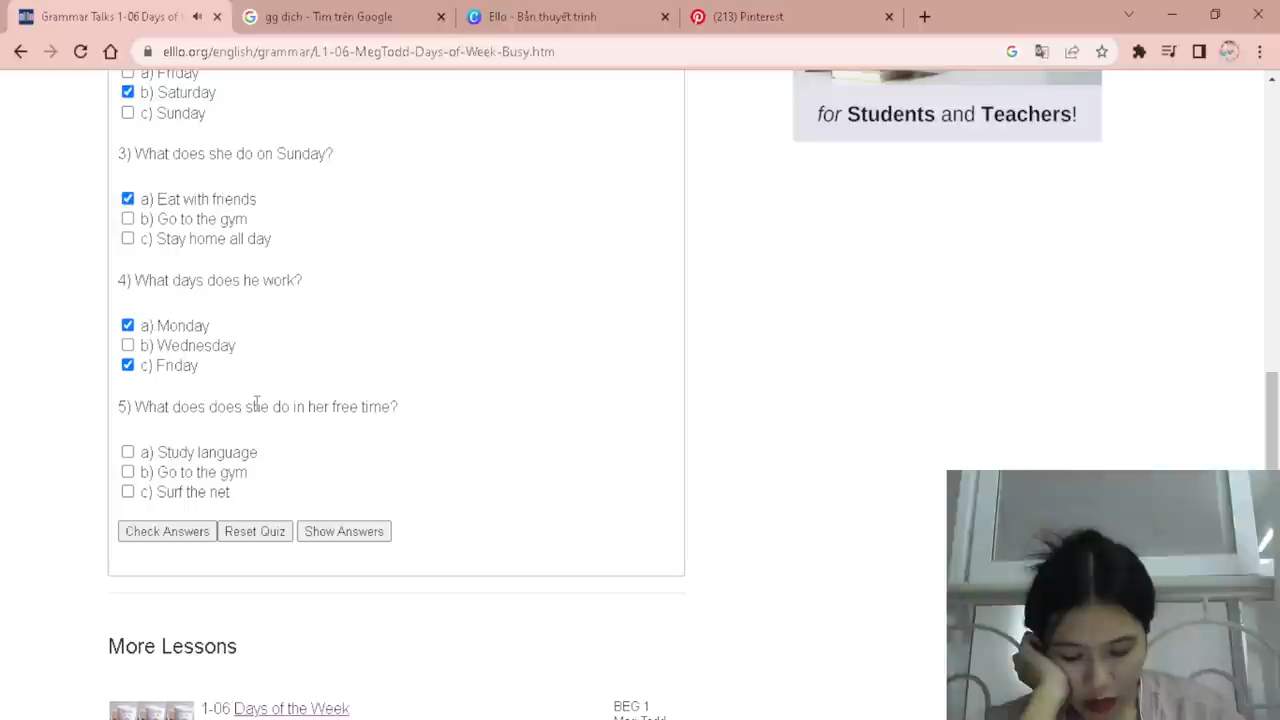 Grammar Talks 1-06 Days of
gg dich - Tìm trên Google
Ello - Bản thuyết trình
(213) Pinterest
elllo.org/english/grammar/L1-06-MegTodd-Days-of-Week-Busy.htm
a) Friday
b) Saturday
c) Sunday
3) What does she do on Sunday?
a) Eat with friends
b) Go to the gym
c) Stay home all day
4) What days does he work?
a) Monday
b) Wednesday
c) Friday
5) What does does she do in her free time?
a) Study language
b) Go to the gym
c) Surf the net
Check Answers Reset Quiz Show Answers
for Students and Teachers!
More Lessons
1-06 Days of the Week
BEG 1
Meg Todd